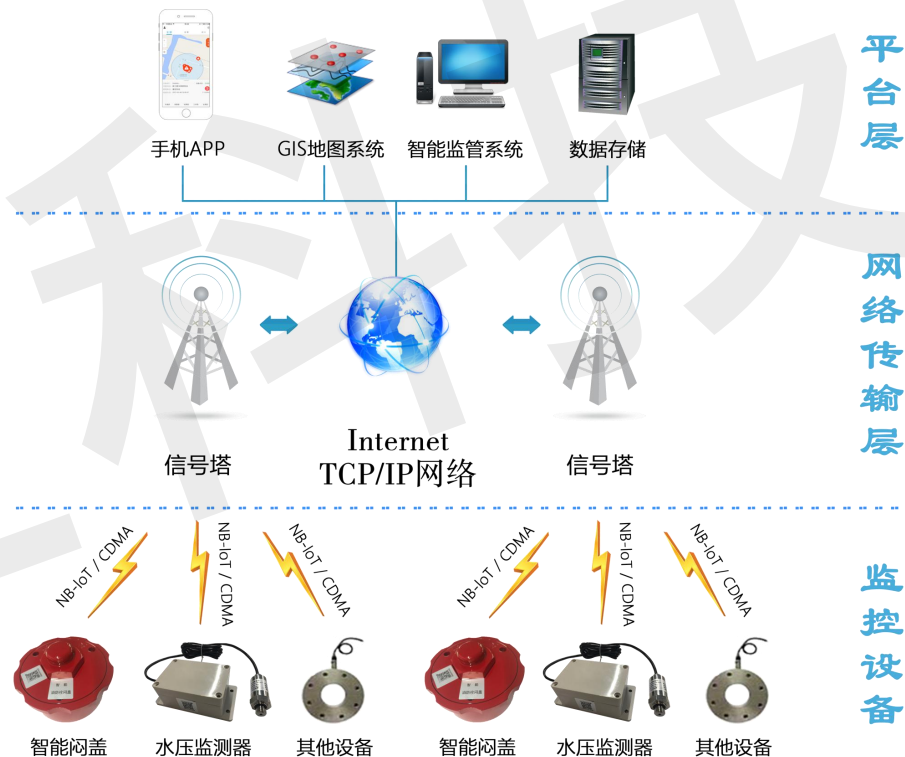 平台层
手机APP
GIS地图系统
智能监管系统
数据存储
网络传输层
信号塔
Internet
TCP/IP网络
信号塔
NB-IoT / CDMA
NB-IoT / CDMA
NB-IoT / CDMA
NB-IoT / CDMA
NB-IoT / CDMA
NB-IoT / CDMA
监控设备
智能闷盖
水压监测器
其他设备
智能闷盖
水压监测器
其他设备
科技